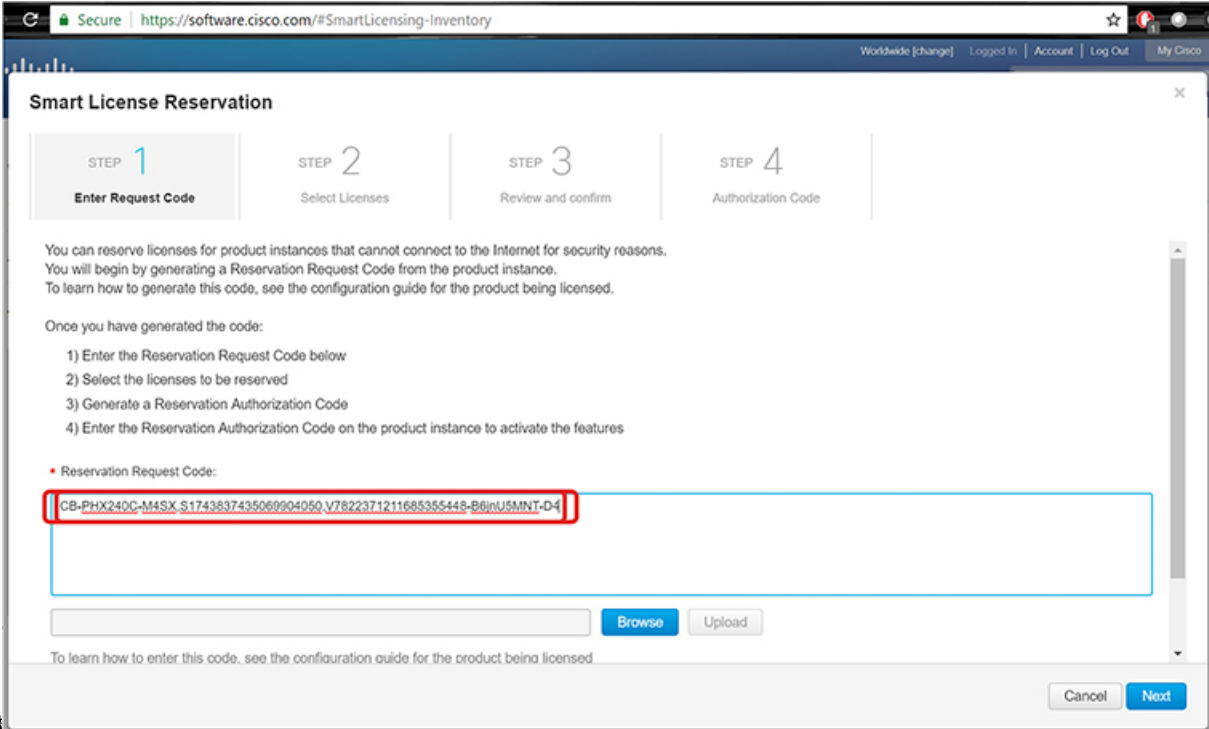 Secure https://software.cisco.com/#SmartLicensing-Inventory
1
Worldwide [change] Logged In Account Log Out My Cisco
Smart License Reservation
STEP 1 STEP 2 STEP 3 STEP 4
Enter Request Code Select Licenses Review and confirm Authorization Code
You can reserve licenses for product instances that cannot connect to the Internet for security reasons.
You will begin by generating a Reservation Request Code from the product instance.
To learn how to generate this code, see the configuration guide for the product being licensed.
Once you have generated the code:
1) Enter the Reservation Request Code below
2) Select the licenses to be reserved
3) Generate a Reservation Authorization Code
4) Enter the Reservation Authorization Code on the product instance to activate the features
* Reservation Request Code:
CB-PHX240C-M4SX,S1743837435069904050,V7822371211685355448-B6jnU5MNT-D4
Browse Upload
To learn how to enter this code, see the configuration guide for the product being licensed
Cancel Next